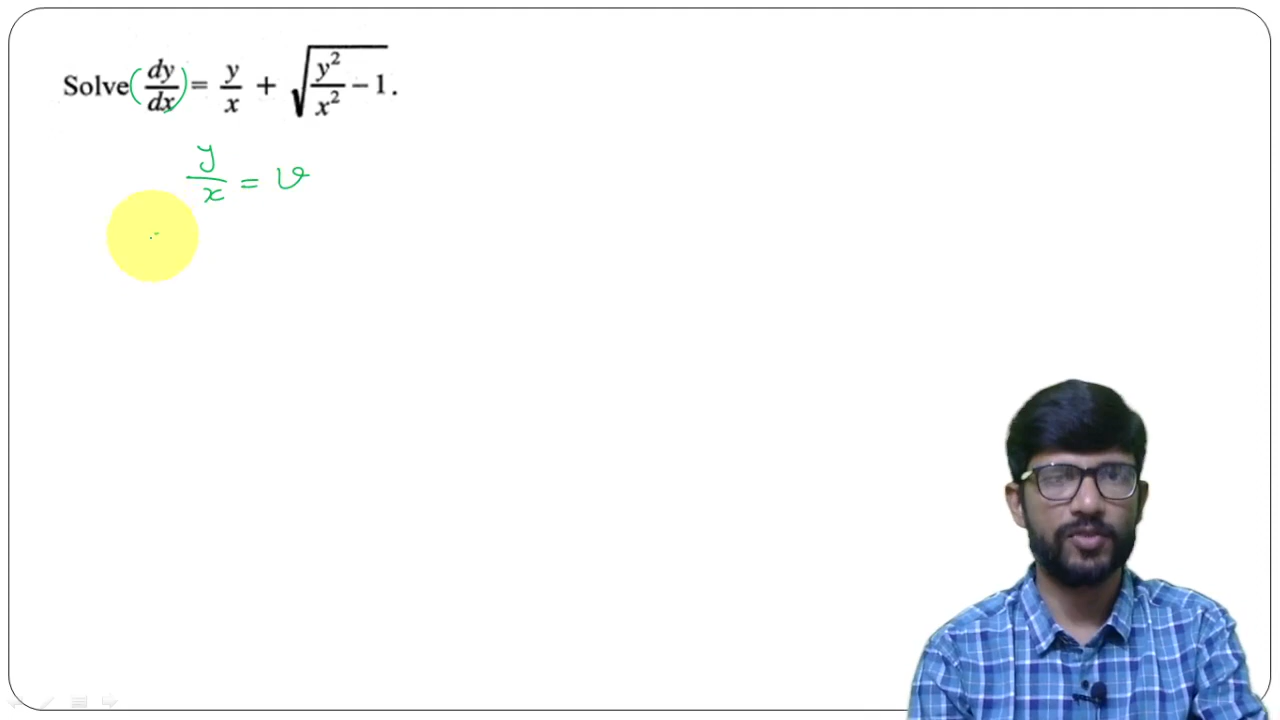 Solve (dy/dx) = y/x + √(y²/x² − 1).
y/x = v